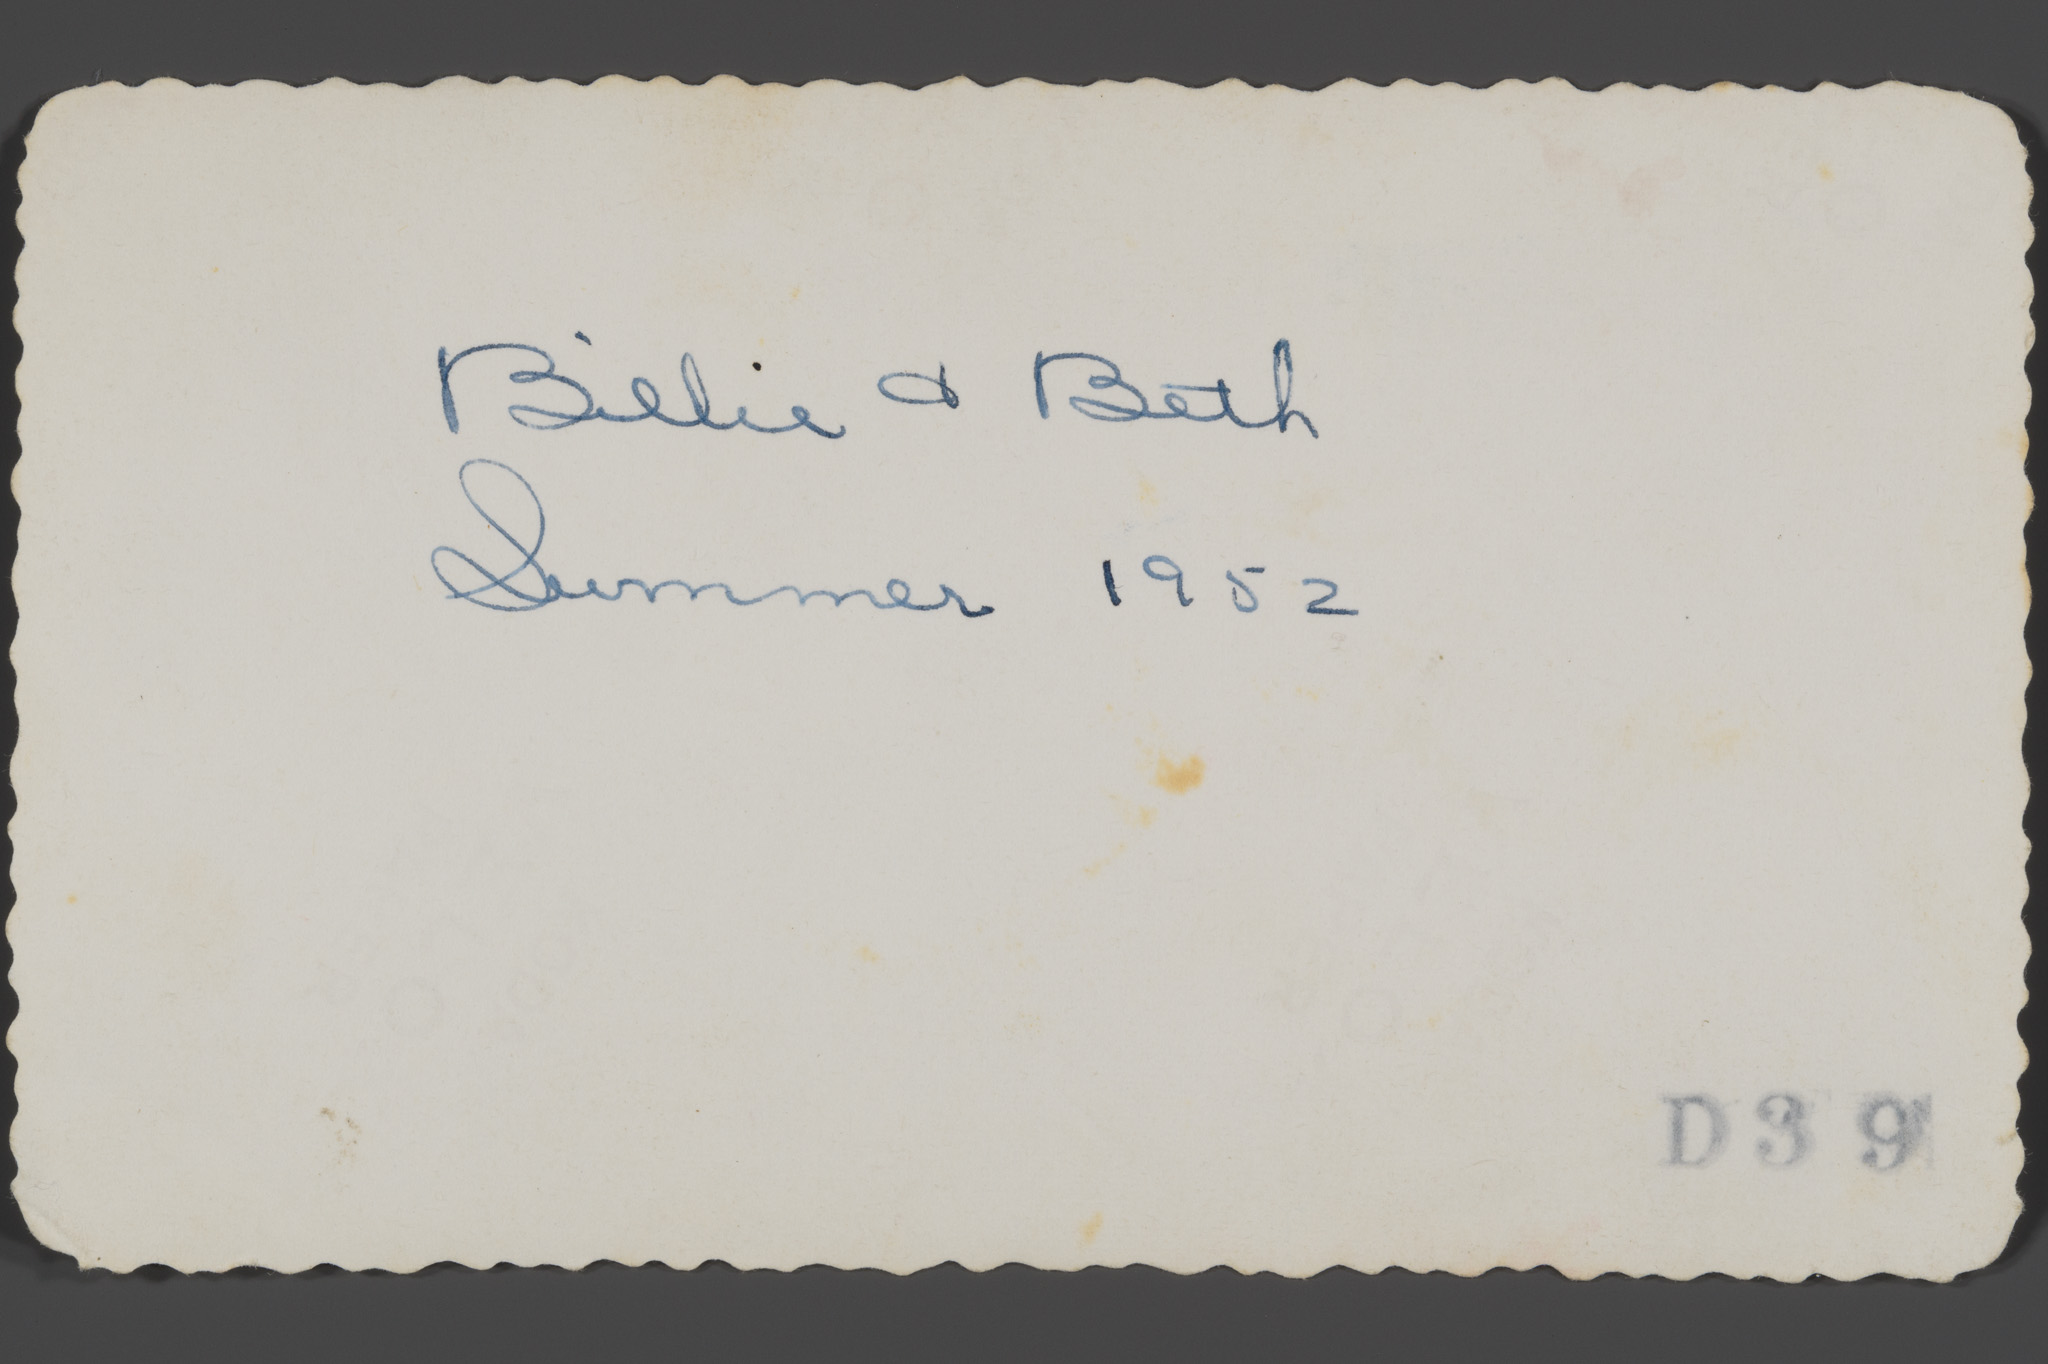 Billie & Beth
Summer 1952
D39